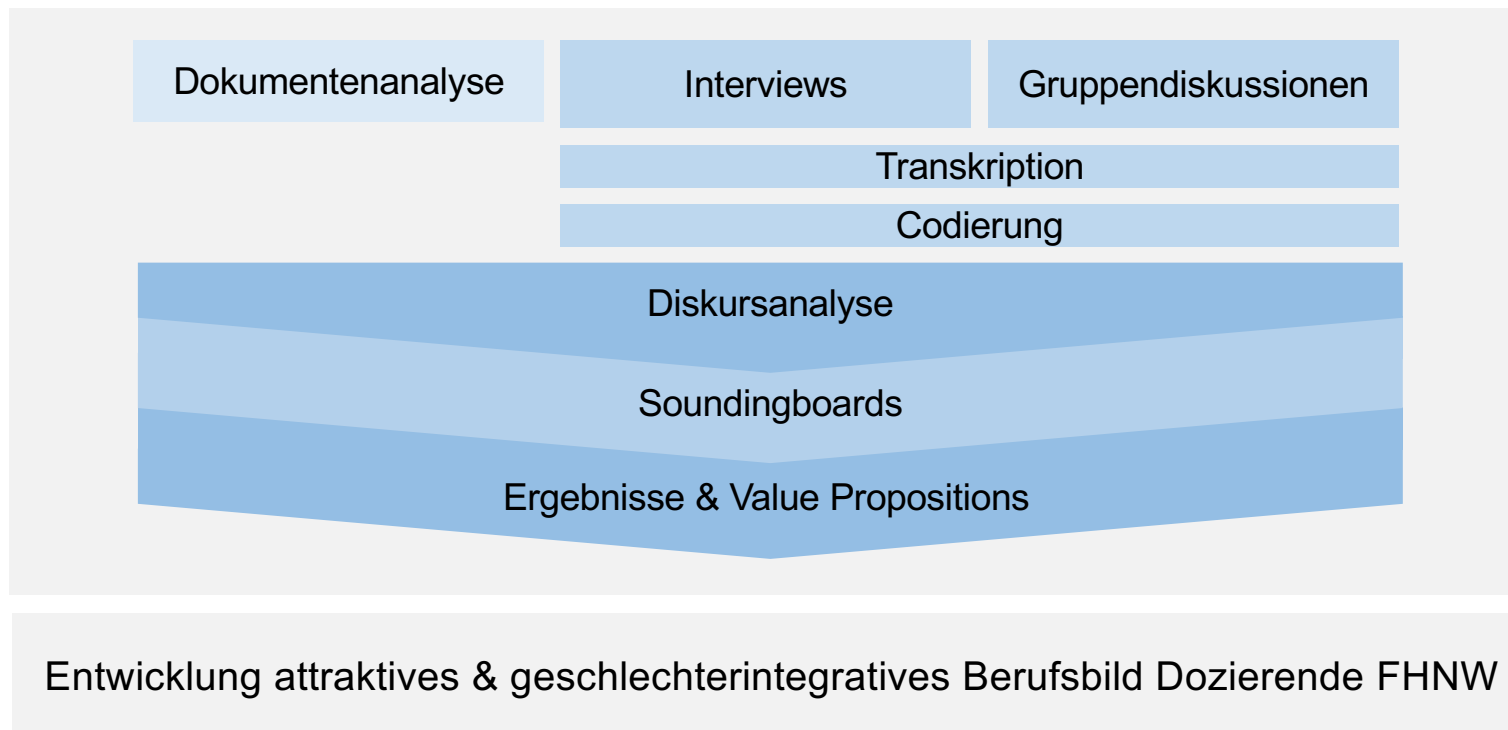 Dokumentenanalyse
Interviews
Gruppendiskussionen
Transkription
Codierung
Diskursanalyse
Soundingboards
Ergebnisse & Value Propositions
Entwicklung attraktives & geschlechterintegratives Berufsbild Dozierende FHNW